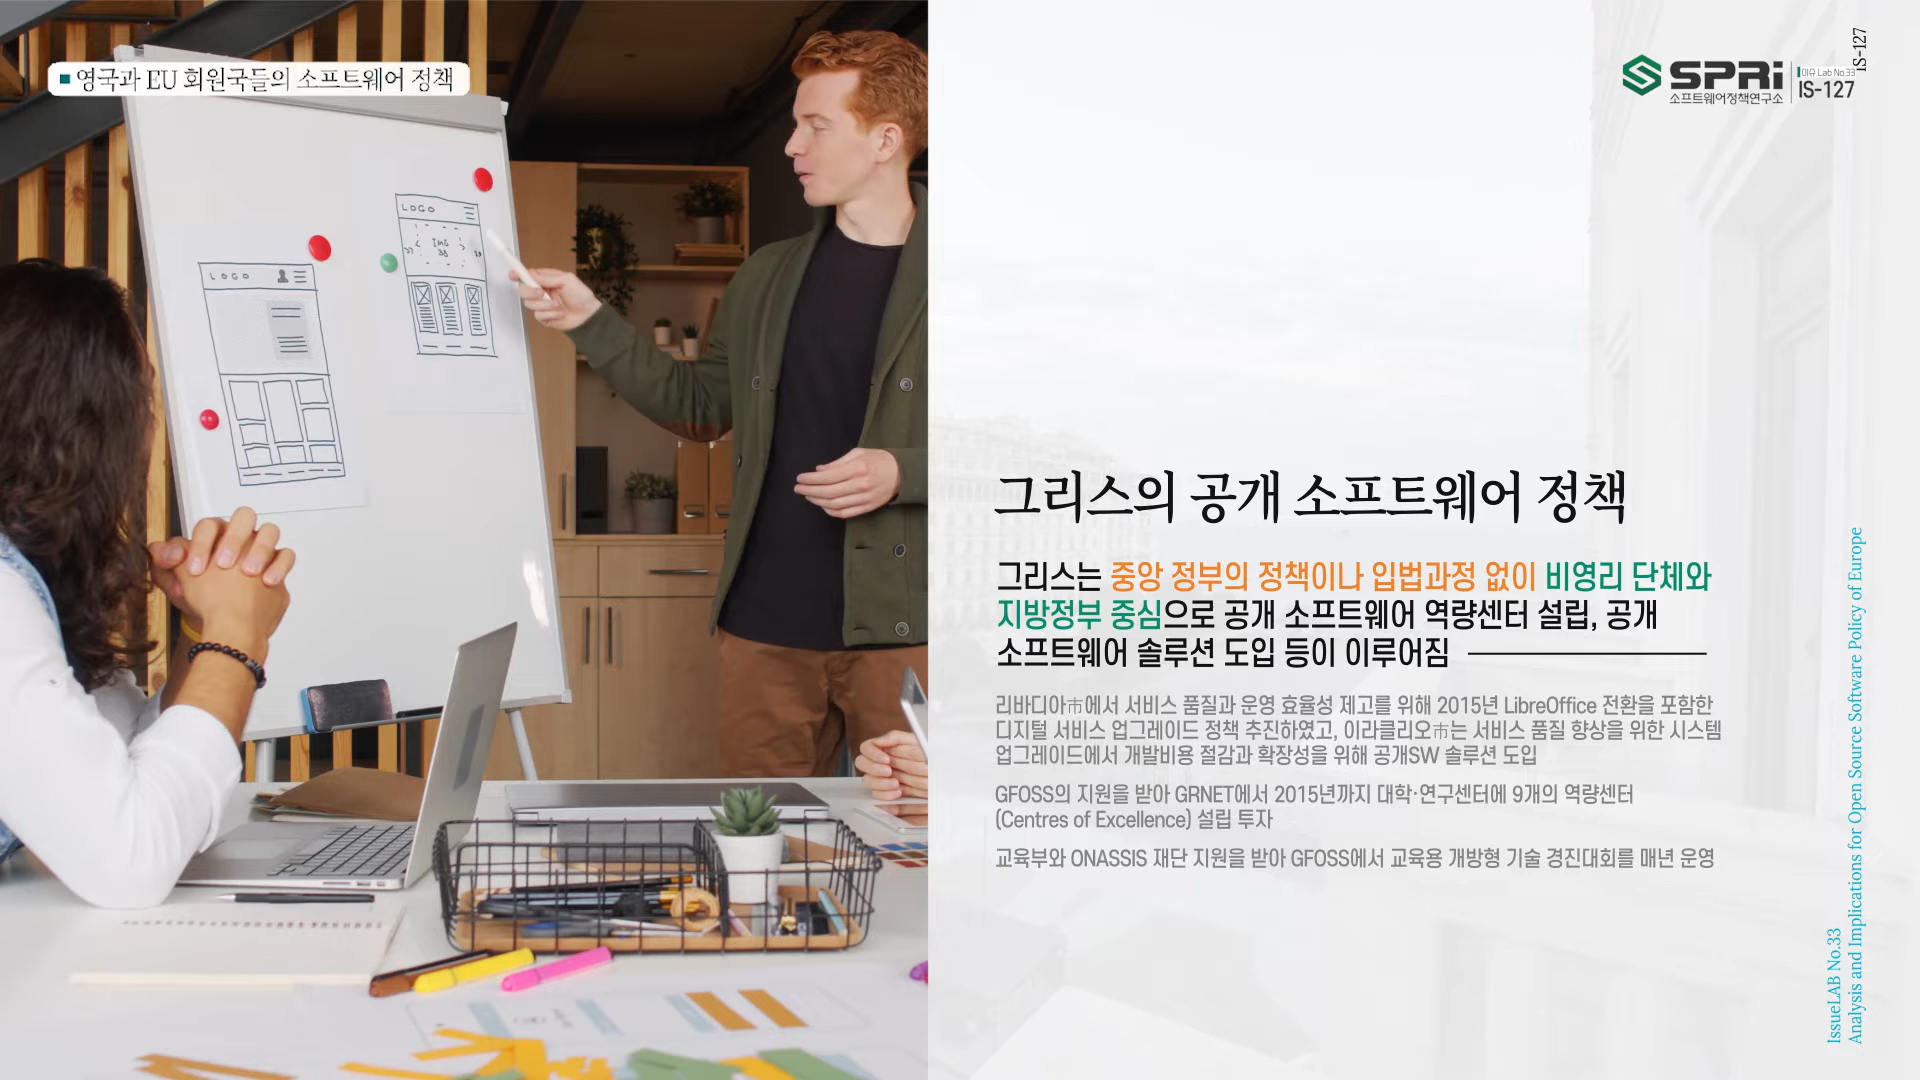 ■ 영국과 EU 회원국들의 소프트웨어 정책
SPRi
소프트웨어정책연구소
이슈 Lab No.33
IS-127
IS-127
LOGO
LOGO
IMG
그리스의 공개 소프트웨어 정책
그리스는 중앙 정부의 정책이나 입법과정 없이 비영리 단체와
지방정부 중심으로 공개 소프트웨어 역량센터 설립, 공개
소프트웨어 솔루션 도입 등이 이루어짐
리바디아市에서 서비스 품질과 운영 효율성 제고를 위해 2015년 LibreOffice 전환을 포함한
디지털 서비스 업그레이드 정책 추진하였고, 이라클리오市는 서비스 품질 향상을 위한 시스템
업그레이드에서 개발비용 절감과 확장성을 위해 공개SW 솔루션 도입
GFOSS의 지원을 받아 GRNET에서 2015년까지 대학·연구센터에 9개의 역량센터
(Centres of Excellence) 설립 투자
교육부와 ONASSIS 재단 지원을 받아 GFOSS에서 교육용 개방형 기술 경진대회를 매년 운영
IssueLAB No.33
Analysis and Implications for Open Source Software Policy of Europe